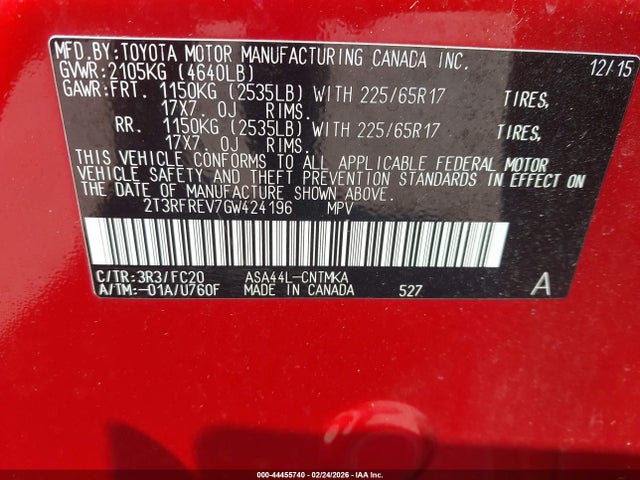 MFD.BY:TOYOTA MOTOR MANUFACTURING CANADA INC.
GVWR:2105KG (4640LB) 12/15
GAWR:FRT. 1150KG (2535LB) WITH 225/65R17 TIRES,
17X7. 0J RIMS.
RR. 1150KG (2535LB) WITH 225/65R17 TIRES,
17X7. 0J RIMS.
THIS VEHICLE CONFORMS TO ALL APPLICABLE FEDERAL MOTOR
VEHICLE SAFETY AND THEFT PREVENTION STANDARDS IN EFFECT ON
THE DATE OF MANUFACTURE SHOWN ABOVE.
2T3RFREV7GW424196 MPV
C/TR:3R3/FC20 ASA44L-CNTMKA
A/TM:-01A/U760F MADE IN CANADA 527 A
000-44455740 - 02/24/2026 - IAA Inc.